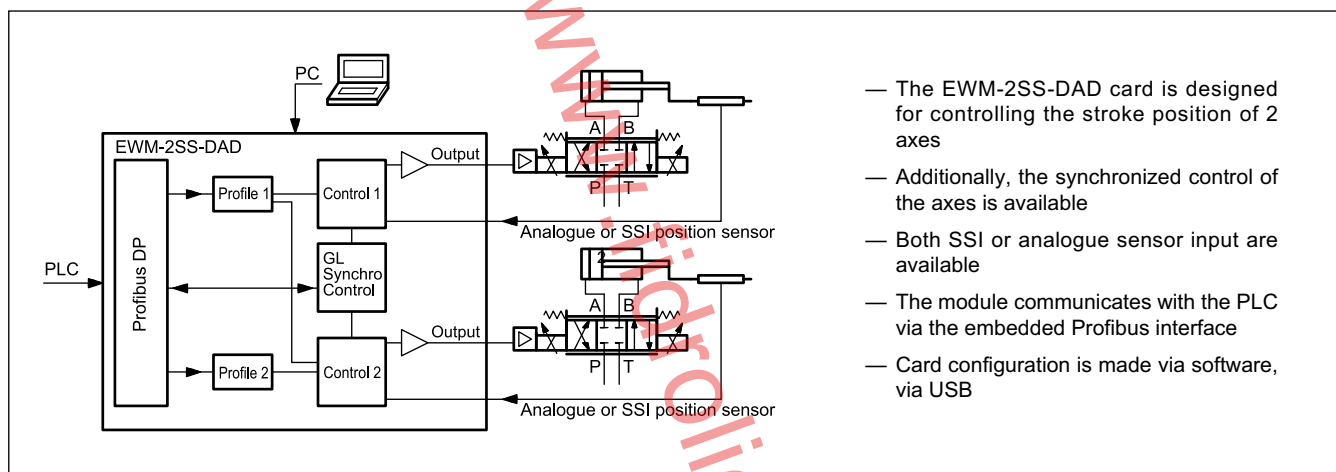 PC
EWM-2SS-DAD
Profibus DP
PLC
Profile 1
Control 1
GL
Synchro
Control
Profile 2
Control 2
Output
A B
P T
Analogue or SSI position sensor
2
Output
A B
P T
Analogue or SSI position sensor
— The EWM-2SS-DAD card is designed
for controlling the stroke position of 2
axes
— Additionally, the synchronized control of
the axes is available
— Both SSI or analogue sensor input are
available
— The module communicates with the PLC
via the embedded Profibus interface
— Card configuration is made via software,
via USB
www.fidrolic